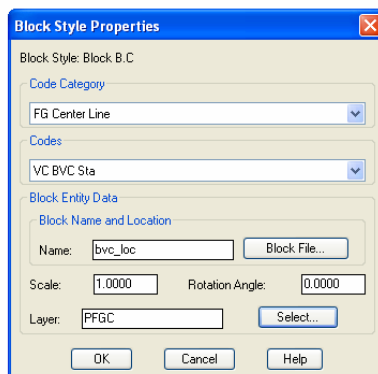 Block Style Properties
Block Style: Block B.C
Code Category
FG Center Line
Codes
VC BVC Sta
Block Entity Data
Block Name and Location
Name: bvc_loc Block File...
Scale: 1.0000 Rotation Angle: 0.0000
Layer: PFGC Select...
OK Cancel Help